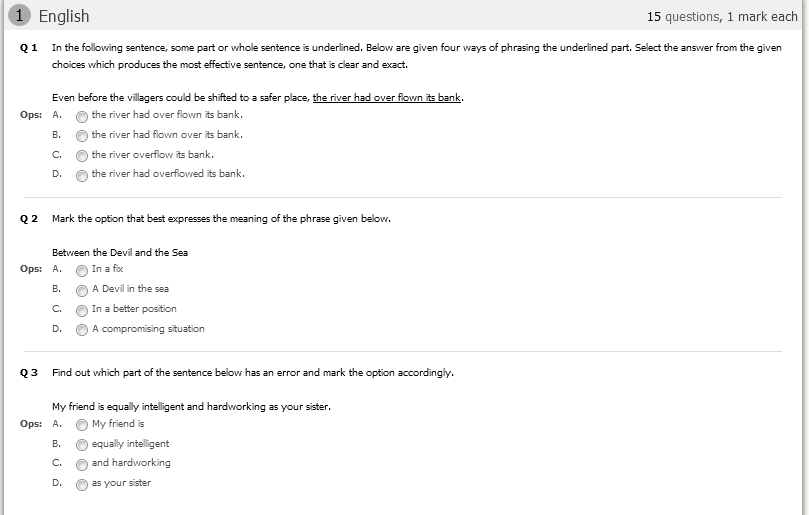 1 English 15 questions, 1 mark each
Q 1 In the following sentence, some part or whole sentence is underlined. Below are given four ways of phrasing the underlined part. Select the answer from the given
choices which produces the most effective sentence, one that is clear and exact.
Even before the villagers could be shifted to a safer place, the river had over flown its bank.
Ops: A. the river had over flown its bank.
B. the river had flown over its bank.
C. the river overflow its bank.
D. the river had overflowed its bank.
Q 2 Mark the option that best expresses the meaning of the phrase given below.
Between the Devil and the Sea
Ops: A. In a fix
B. A Devil in the sea
C. In a better position
D. A compromising situation
Q 3 Find out which part of the sentence below has an error and mark the option accordingly.
My friend is equally intelligent and hardworking as your sister.
Ops: A. My friend is
B. equally intelligent
C. and hardworking
D. as your sister